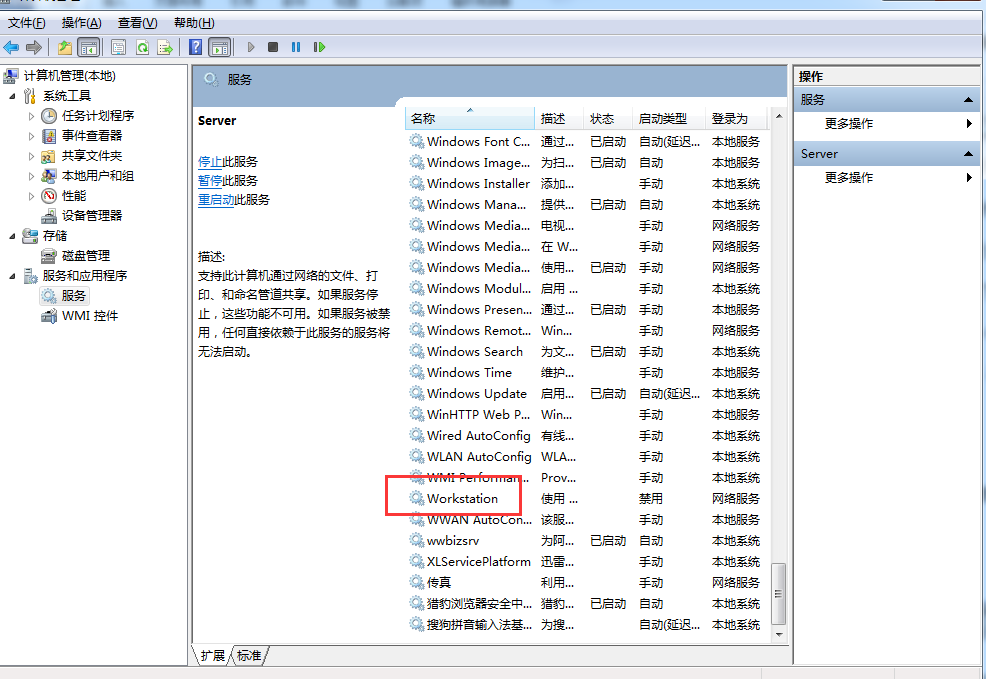 文件(F) 操作(A) 查看(V) 帮助(H)
计算机管理(本地)
系统工具
任务计划程序
事件查看器
共享文件夹
本地用户和组
性能
设备管理器
存储
磁盘管理
服务和应用程序
服务
WMI 控件
服务
Server
停止此服务
暂停此服务
重启动此服务
描述:
支持此计算机通过网络的文件、打
印、和命名管道共享。如果服务停
止，这些功能不可用。如果服务被禁
用，任何直接依赖于此服务的服务将
无法启动。
名称 描述 状态 启动类型 登录为
Windows Font C... 通过... 已启动 自动(延迟... 本地服务
Windows Image... 为扫... 已启动 自动 本地服务
Windows Installer 添加... 手动 本地系统
Windows Mana... 提供... 已启动 自动 本地系统
Windows Media... 电视... 手动 网络服务
Windows Media... 在 W... 手动 网络服务
Windows Media... 使用... 已启动 手动 网络服务
Windows Modul... 启用 ... 手动 本地系统
Windows Presen... 通过... 已启动 手动 本地服务
Windows Remot... Win... 手动 网络服务
Windows Search 为文... 已启动 手动 本地系统
Windows Time 维护... 手动 本地服务
Windows Update 启用... 已启动 自动(延迟... 本地系统
WinHTTP Web P... Win... 手动 本地服务
Wired AutoConfig 有线... 手动 本地系统
WLAN AutoConfig WLA... 手动 本地系统
WMI Performan... Prov... 手动 本地系统
Workstation 使用 ... 禁用 网络服务
WWAN AutoCon... 该服... 手动 本地服务
wwbizsrv 为阿... 已启动 自动 本地系统
XLServicePlatform 迅雷... 手动 本地系统
传真 利用... 手动 网络服务
猎豹浏览器安全中... 猎豹... 已启动 自动 本地系统
搜狗拼音输入法基... 为搜... 自动(延迟... 本地系统
扩展 标准
操作
服务
更多操作
Server
更多操作